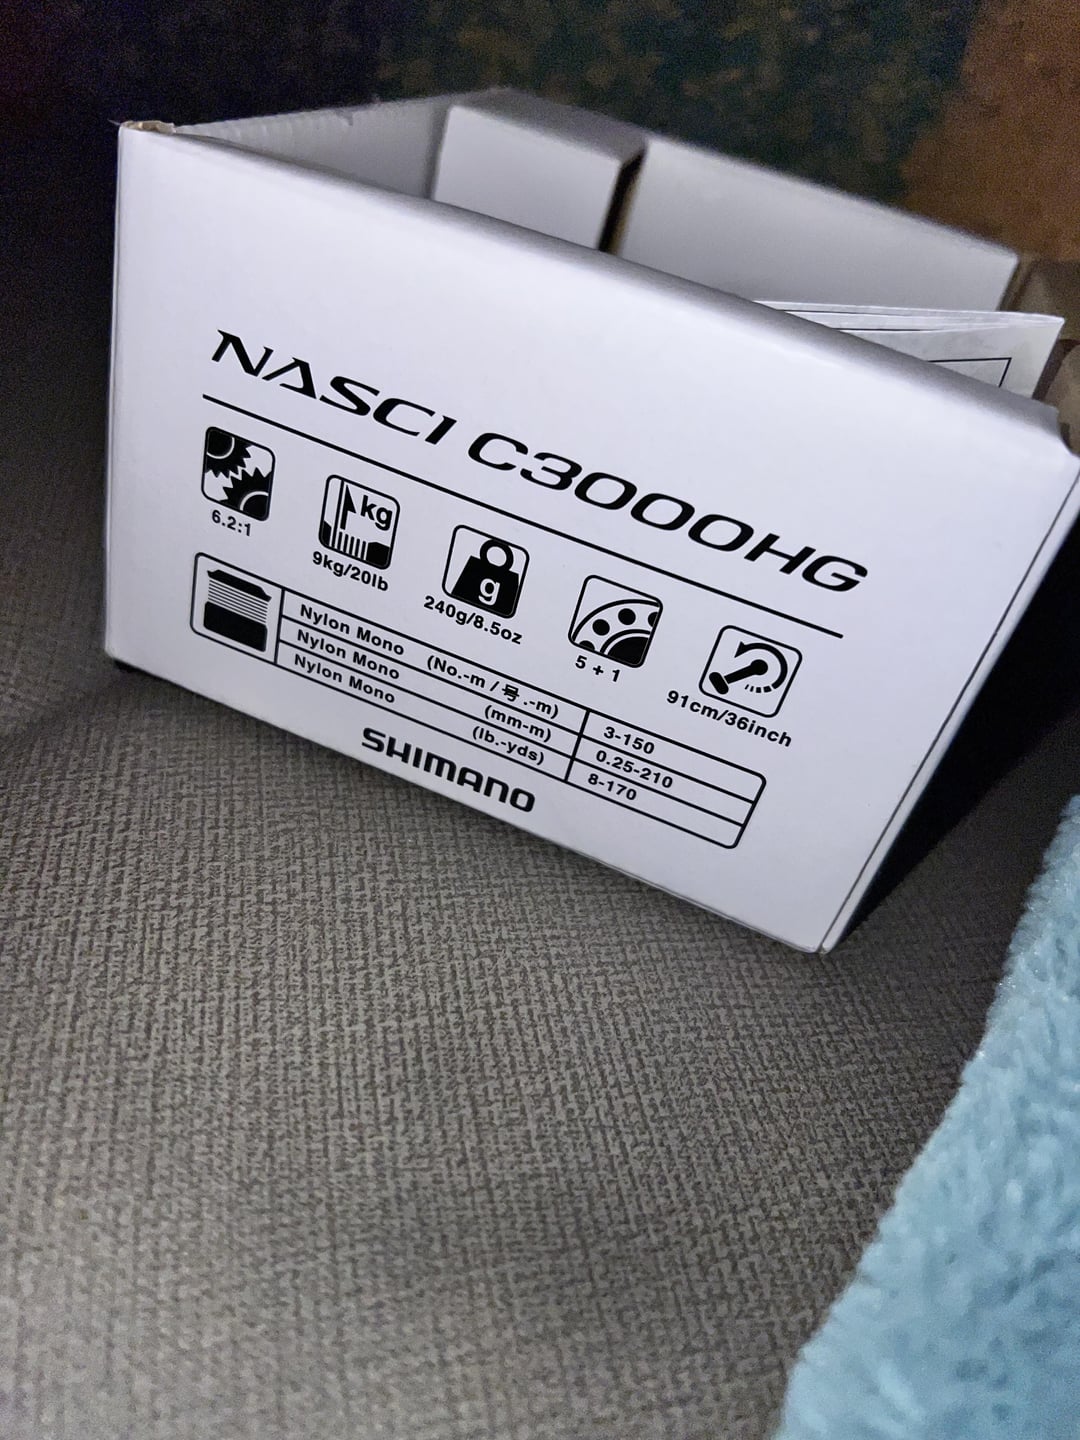 NASCI C3000HG
6.2:1
kg
9kg/20lb
g
240g/8.5oz
5 + 1
91cm/36inch
Nylon Mono (No.-m / 号.-m) 3-150
Nylon Mono (mm-m) 0.25-210
Nylon Mono (lb.-yds) 8-170
SHIMANO